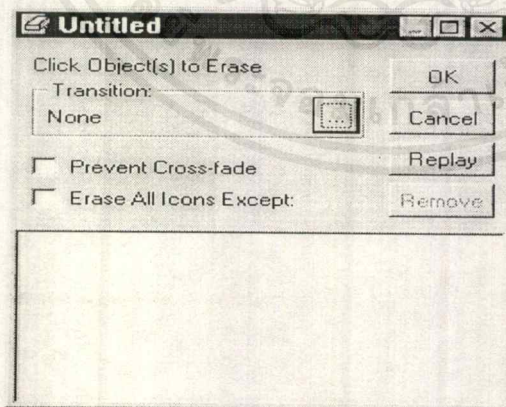 Untitled
Click Object(s) to Erase
OK
Transition:
None
...
Cancel
Prevent Cross-fade
Replay
Erase All Icons Except:
Remove